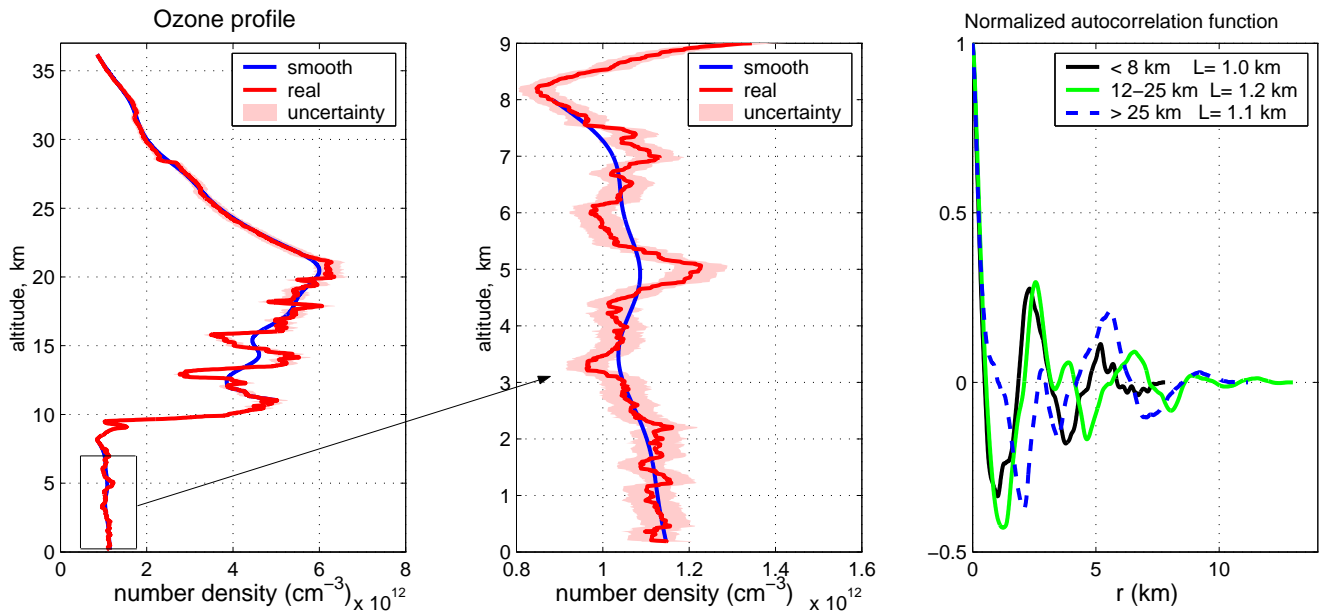 Ozone profile
smooth
real
uncertainty
35
30
25
20
15
10
5
0
altitude, km
0 2 4 6 8
number density (cm⁻³) x 10¹²
smooth
real
uncertainty
9
8
7
6
5
4
3
2
1
0
altitude, km
0.8 1 1.2 1.4 1.6
number density (cm⁻³) x 10¹²
Normalized autocorrelation function
< 8 km L= 1.0 km
12−25 km L= 1.2 km
> 25 km L= 1.1 km
1
0.5
0
−0.5
0 5 10
r (km)